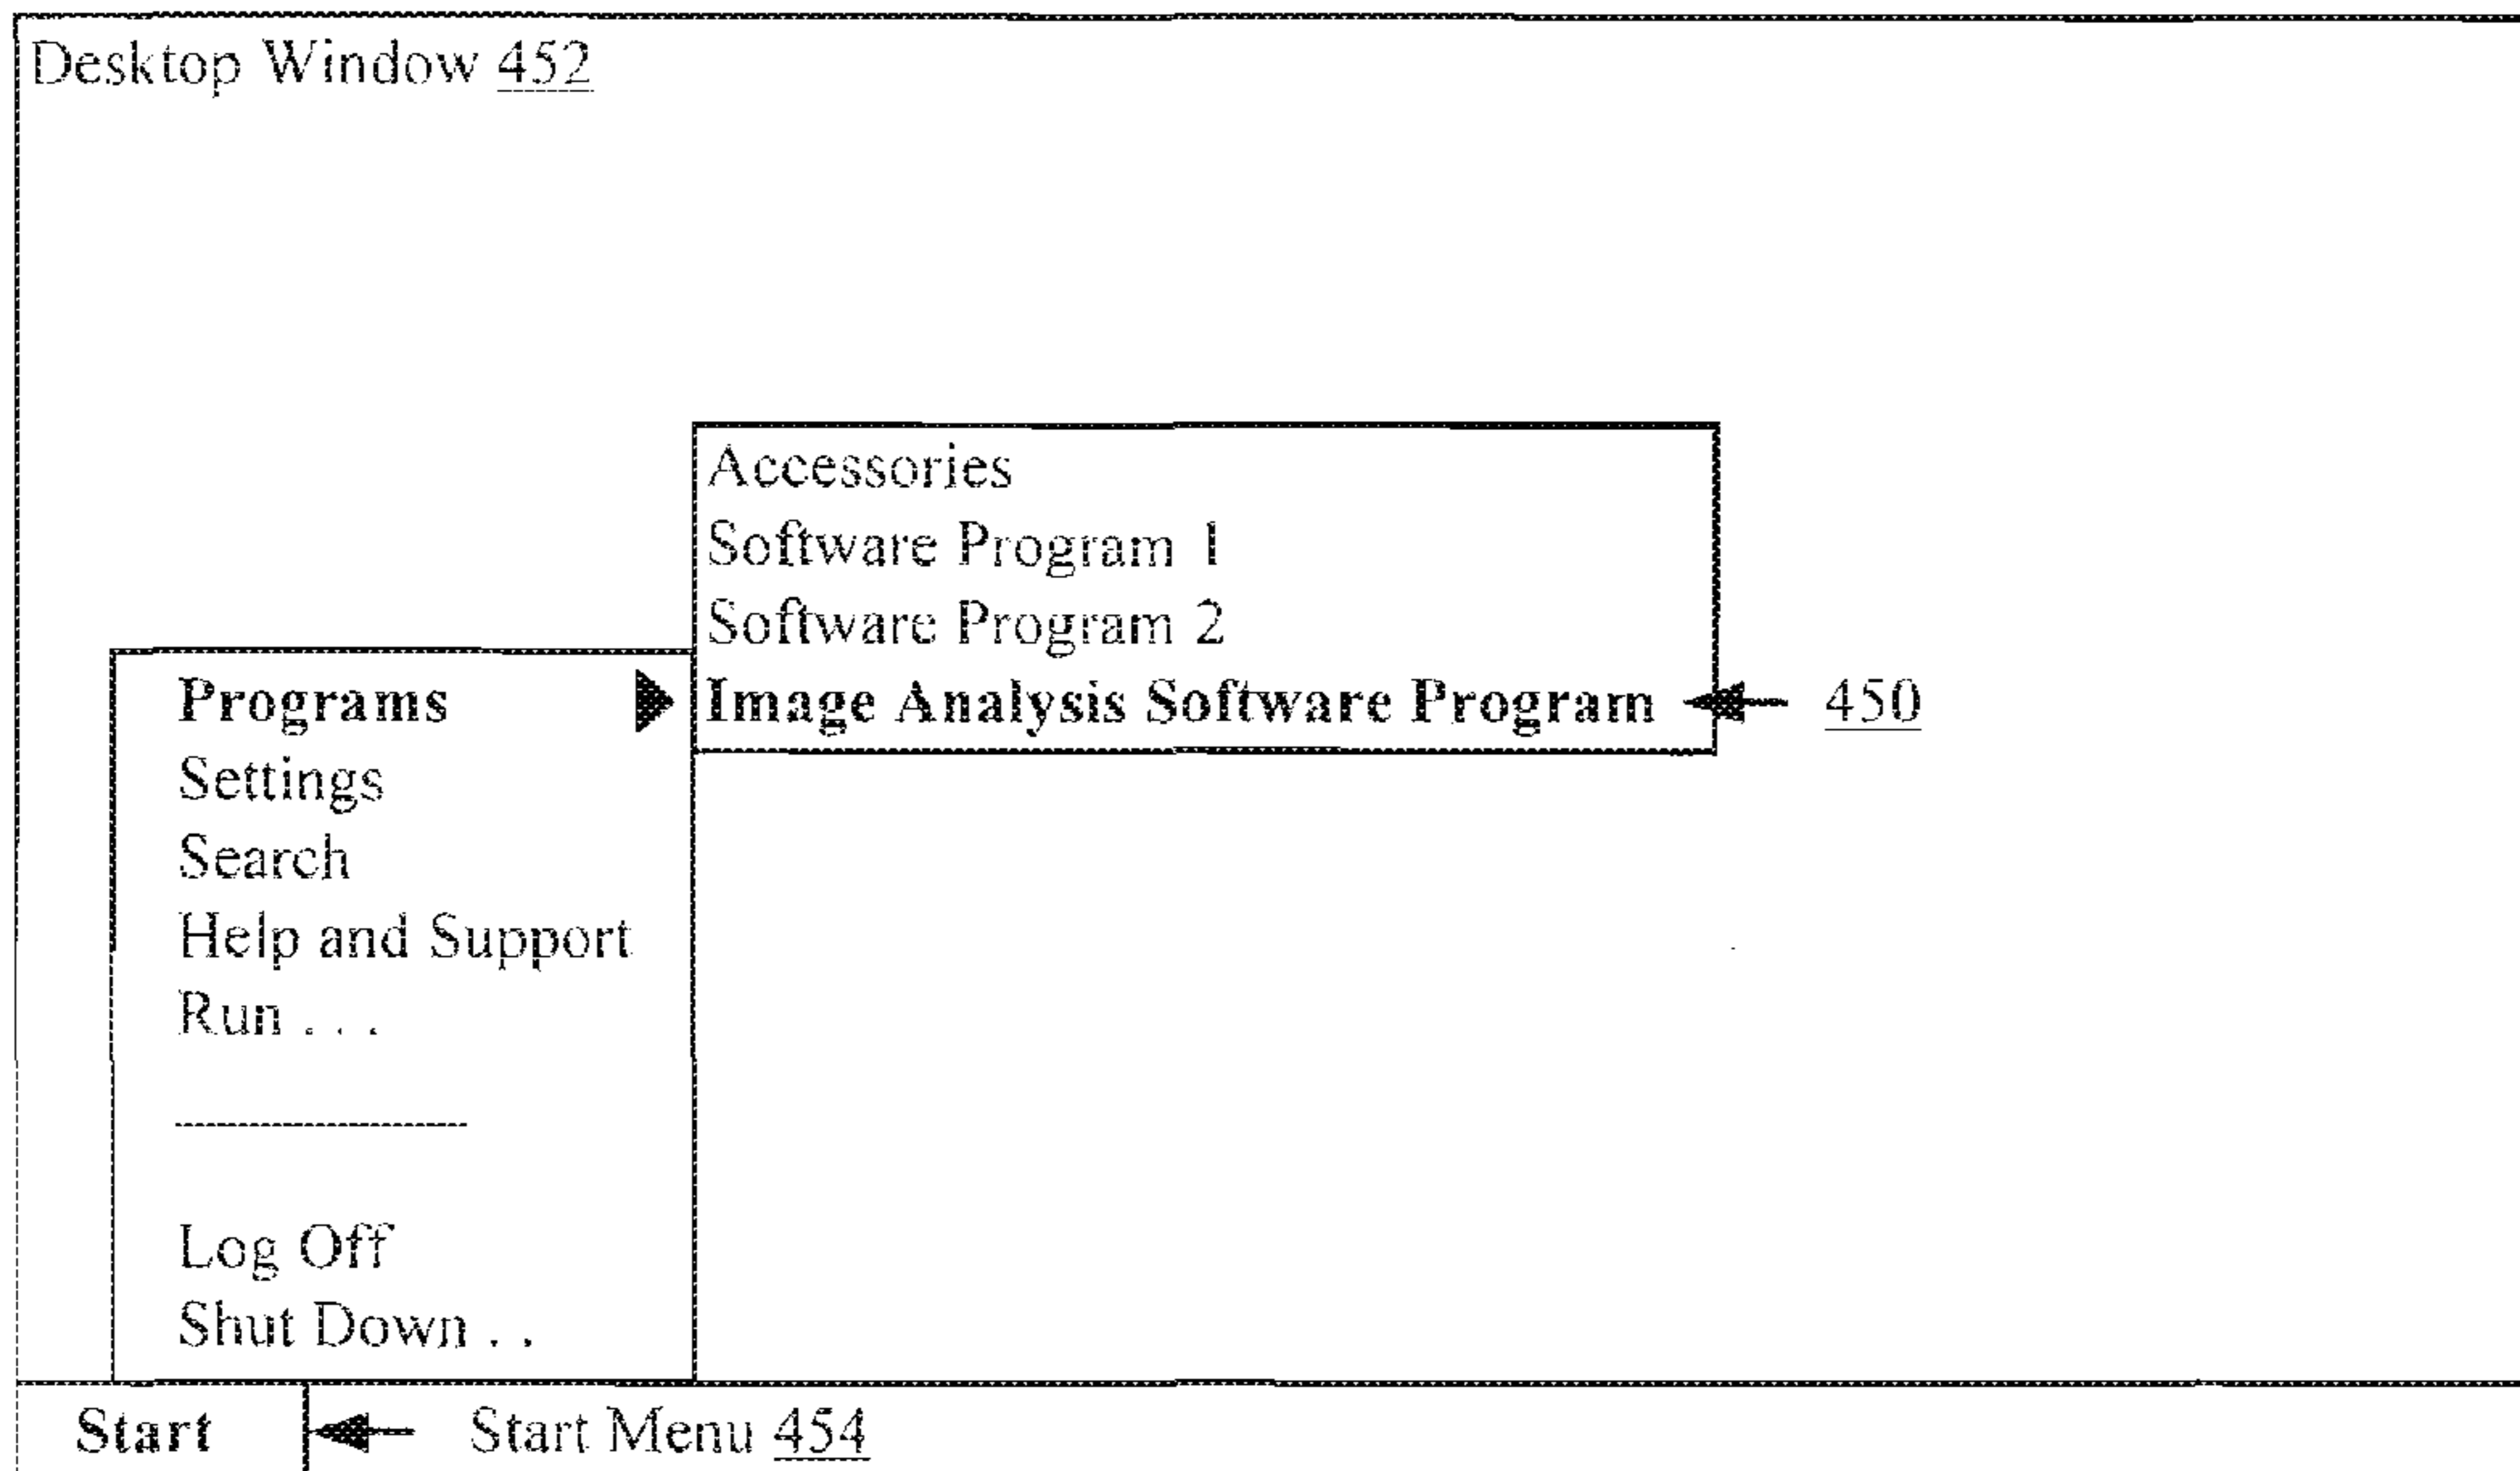 Desktop Window 452
Accessories
Software Program 1
Software Program 2
Programs ▶ Image Analysis Software Program 450
Settings
Search
Help and Support
Run . . .
Log Off
Shut Down . .
Start Start Menu 454